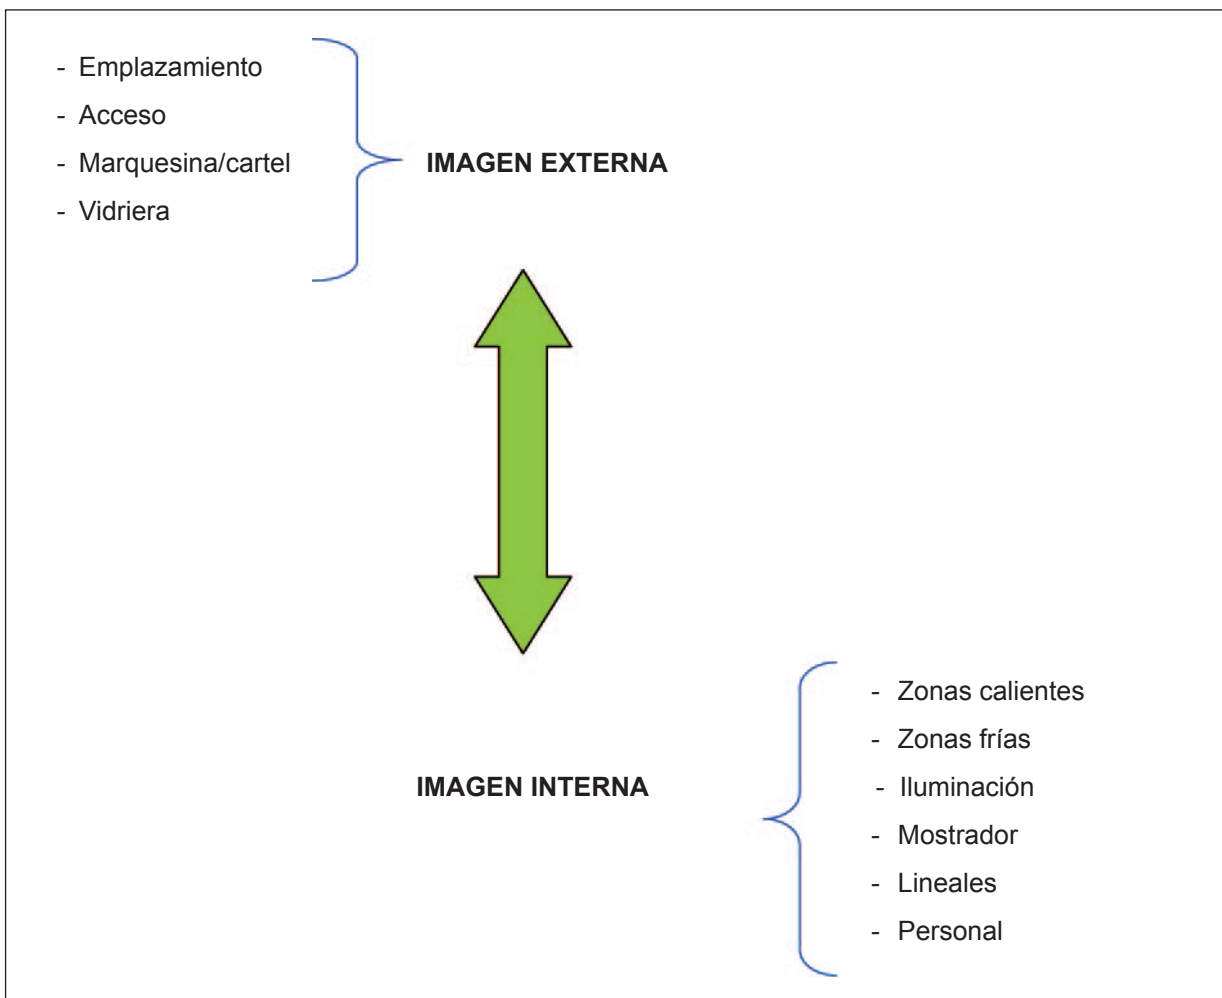 - Emplazamiento
- Acceso
- Marquesina/cartel
- Vidriera
IMAGEN EXTERNA
IMAGEN INTERNA
- Zonas calientes
- Zonas frías
- Iluminación
- Mostrador
- Lineales
- Personal